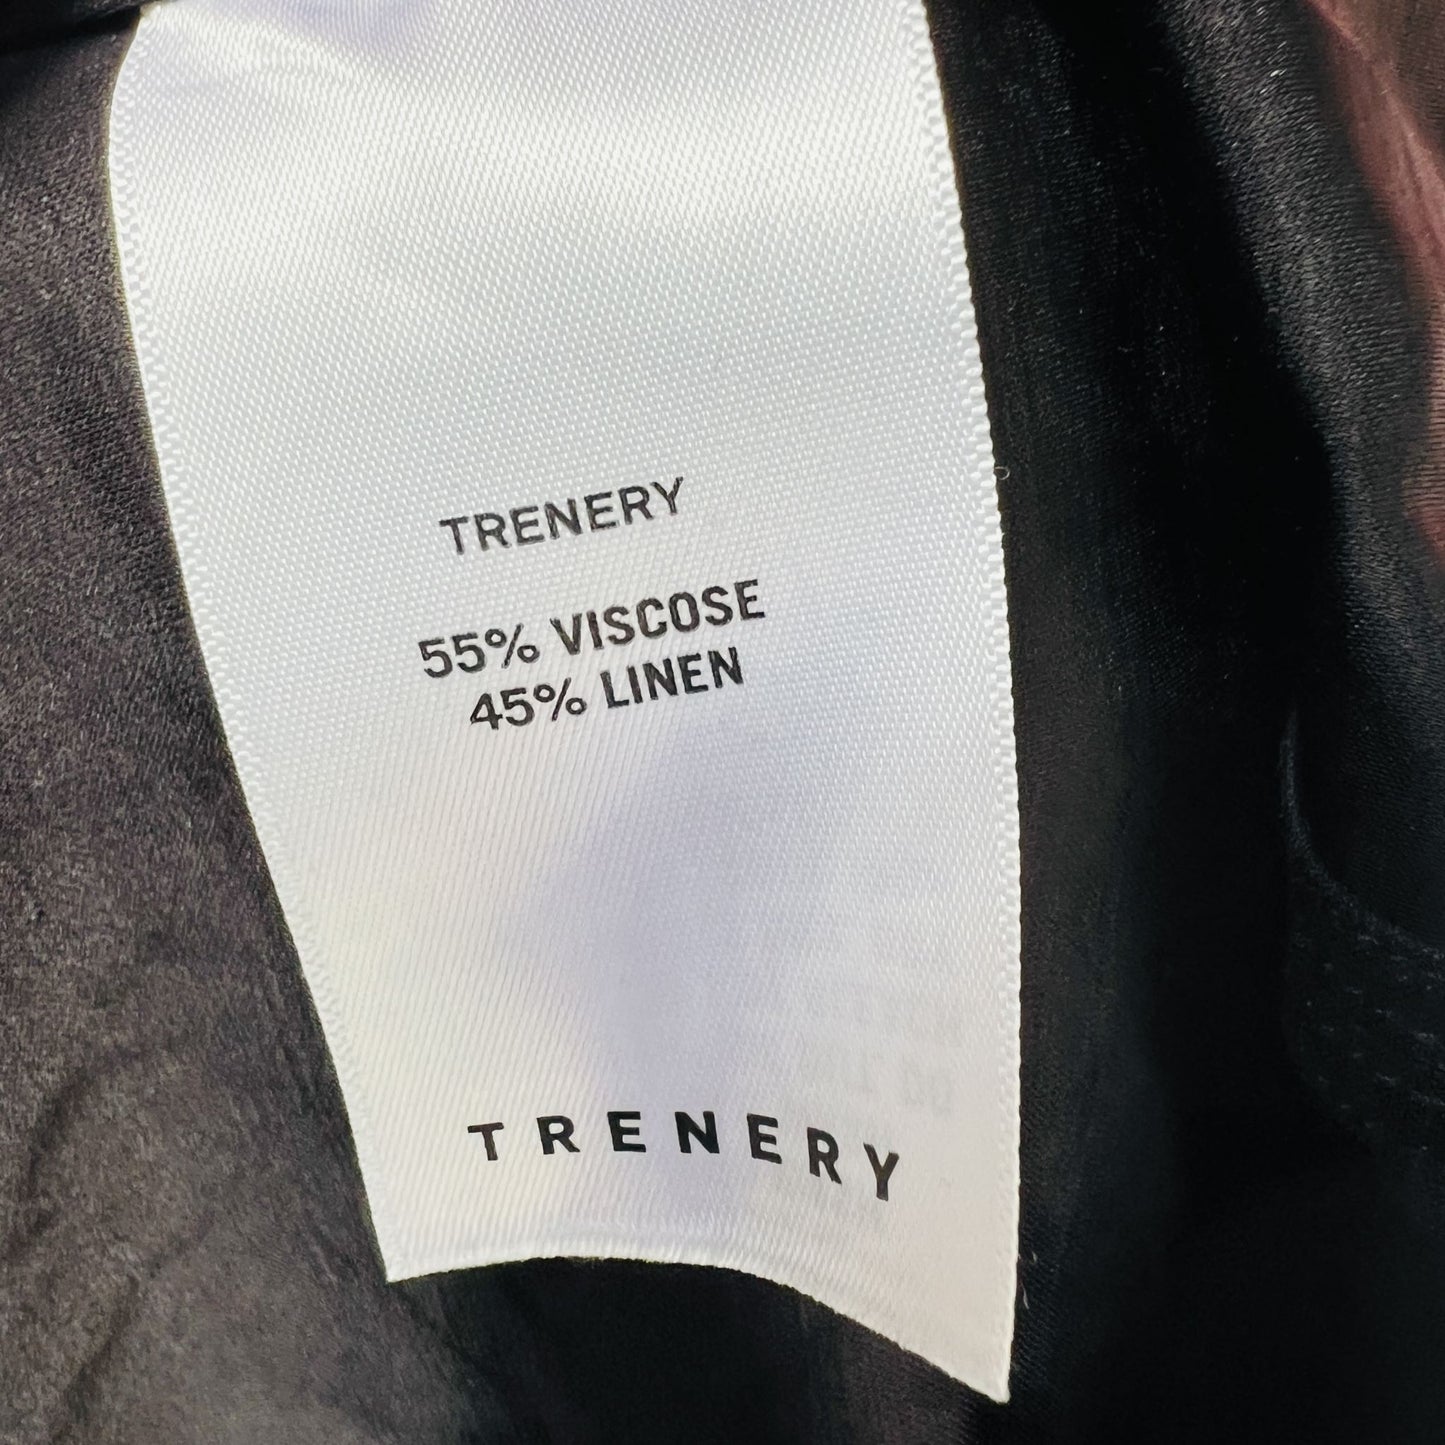 TRENERY
55% VISCOSE
45% LINEN
TRENERY